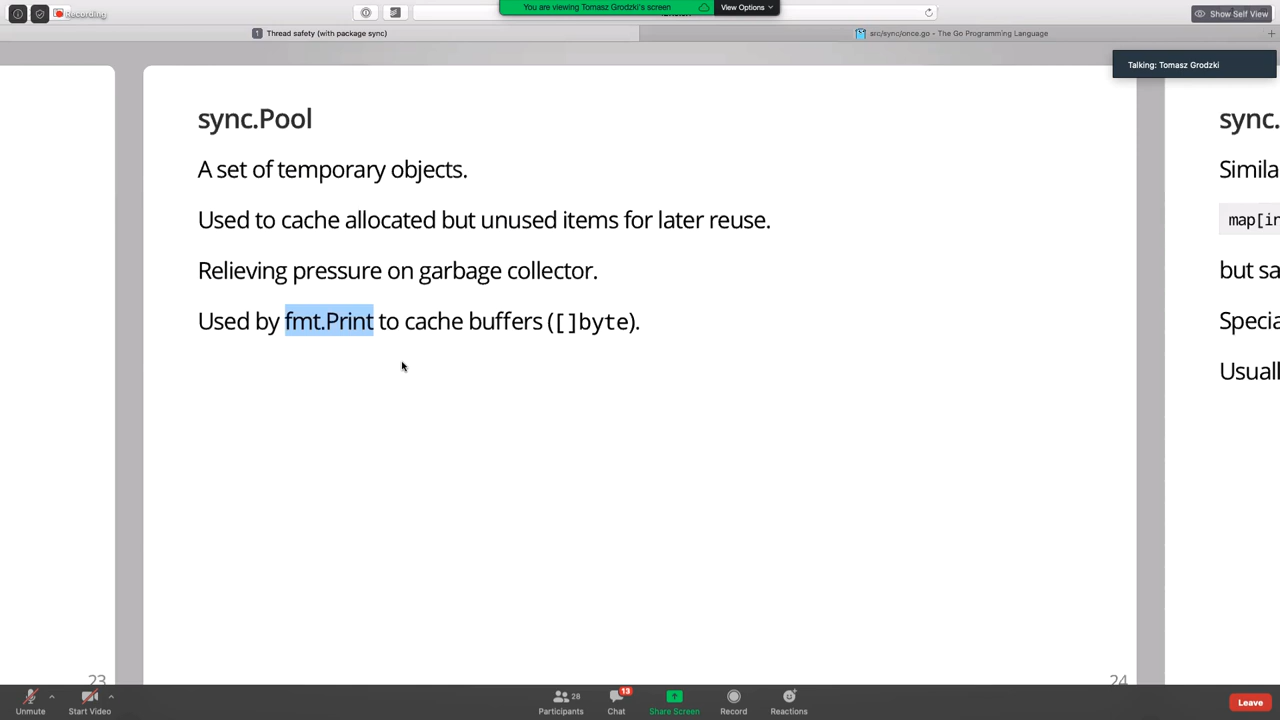 Recording
You are viewing Tomasz Grodzki's screen
View Options
Show Self View
1 Thread safety (with package sync)
src/sync/once.go - The Go Programming Language
Talking: Tomasz Grodzki
sync.Pool
A set of temporary objects.
Used to cache allocated but unused items for later reuse.
Relieving pressure on garbage collector.
Used by fmt.Print to cache buffers ([]byte).
23
24
sync.
Simila
map[in
but sa
Specia
Usuall
Unmute
Start Video
Participants
28
Chat
13
Share Screen
Record
Reactions
Leave